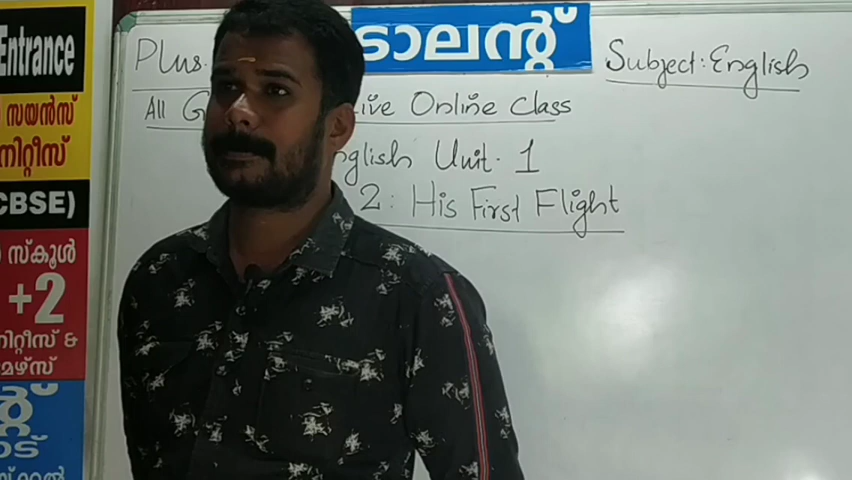 Entrance
സയൻസ്
നിറ്റീസ്
CBSE)
സ്കൂൾ
+2
നിറ്റീസ് &
മേഴ്സ്
ടാലന്റ്
Plus
Subject: English
All G Live Online Class
nglish Unit. 1
2: His First Flight